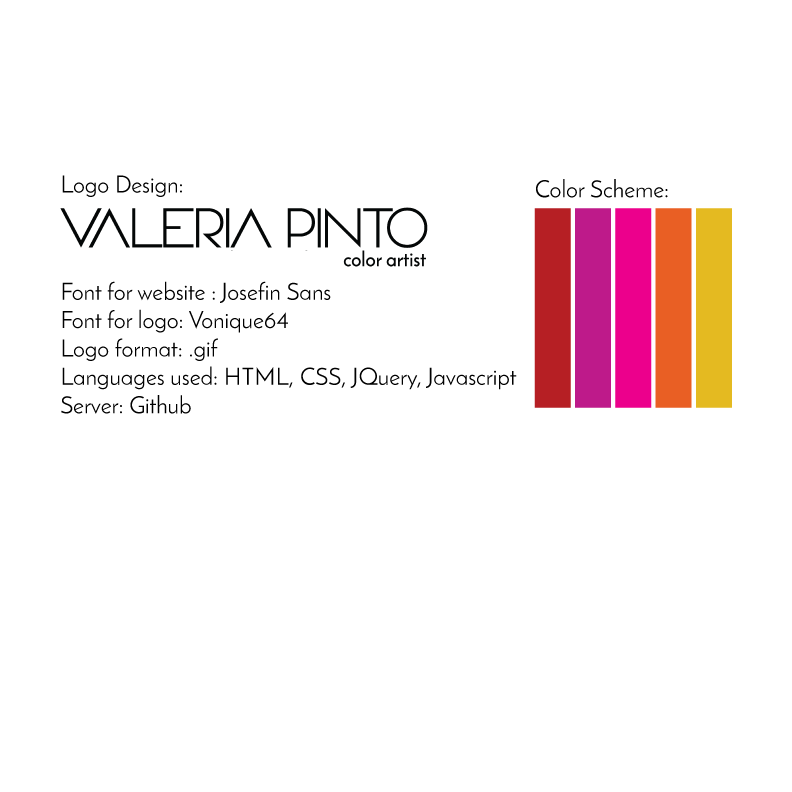 Logo Design:
VALERIA PINTO
color artist
Font for website : Josefin Sans
Font for logo: Vonique64
Logo format: .gif
Languages used: HTML, CSS, JQuery, Javascript
Server: Github
Color Scheme: